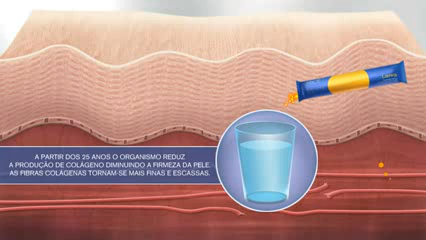 A PARTIR DOS 25 ANOS O ORGANISMO REDUZ
A PRODUÇÃO DE COLÁGENO DIMINUINDO A FIRMEZA DA PELE.
AS FIBRAS COLÁGENAS TORNAM-SE MAIS FINAS E ESCASSAS.